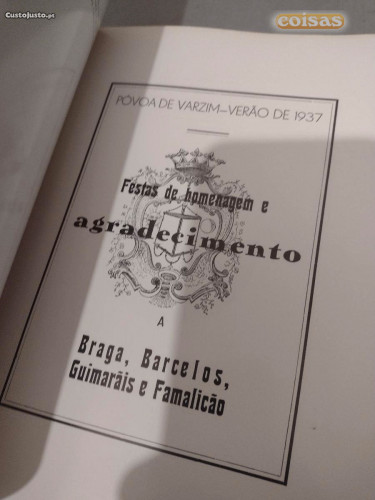 CustoJusto.pt
coisas
PÓVOA DE VARZIM—VERÃO DE 1937
Festas de homenagem e
agradecimento
A
Braga, Barcelos,
Guimarãis e Famalicão